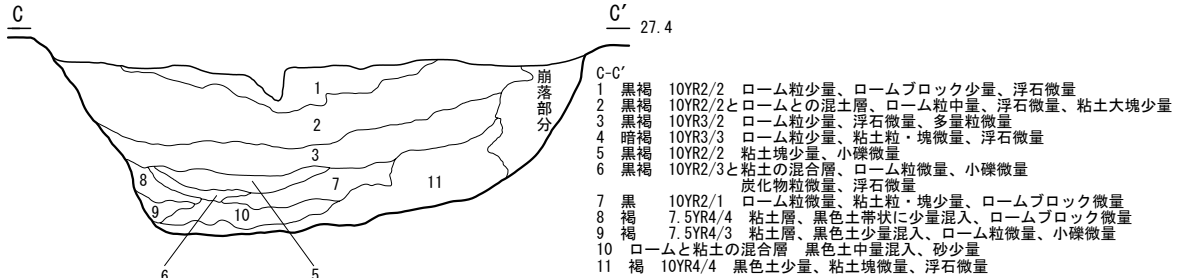 C
C′
27.4
1
2
3
8
7
9
10
11
6
5
崩落部分
C-C′
1 黒褐 10YR2/2 ローム粒少量、ロームブロック少量、浮石微量
2 黒褐 10YR2/2とロームとの混土層、ローム粒中量、浮石微量、粘土大塊少量
3 黒褐 10YR3/2 ローム粒少量、浮石微量、多量粒微量
4 暗褐 10YR3/3 ローム粒少量、粘土粒・塊微量、浮石微量
5 黒褐 10YR2/2 粘土塊少量、小礫微量
6 黒褐 10YR2/3と粘土の混合層、ローム粒微量、小礫微量
炭化物粒微量、浮石微量
7 黒 10YR2/1 ローム粒微量、粘土粒・塊少量、ロームブロック微量
8 褐 7.5YR4/4 粘土層、黒色土帯状に少量混入、ロームブロック微量
9 褐 7.5YR4/3 粘土層、黒色土少量混入、ローム粒微量、小礫微量
10 ロームと粘土の混合層 黒色土中量混入、砂少量
11 褐 10YR4/4 黒色土少量、粘土塊微量、浮石微量